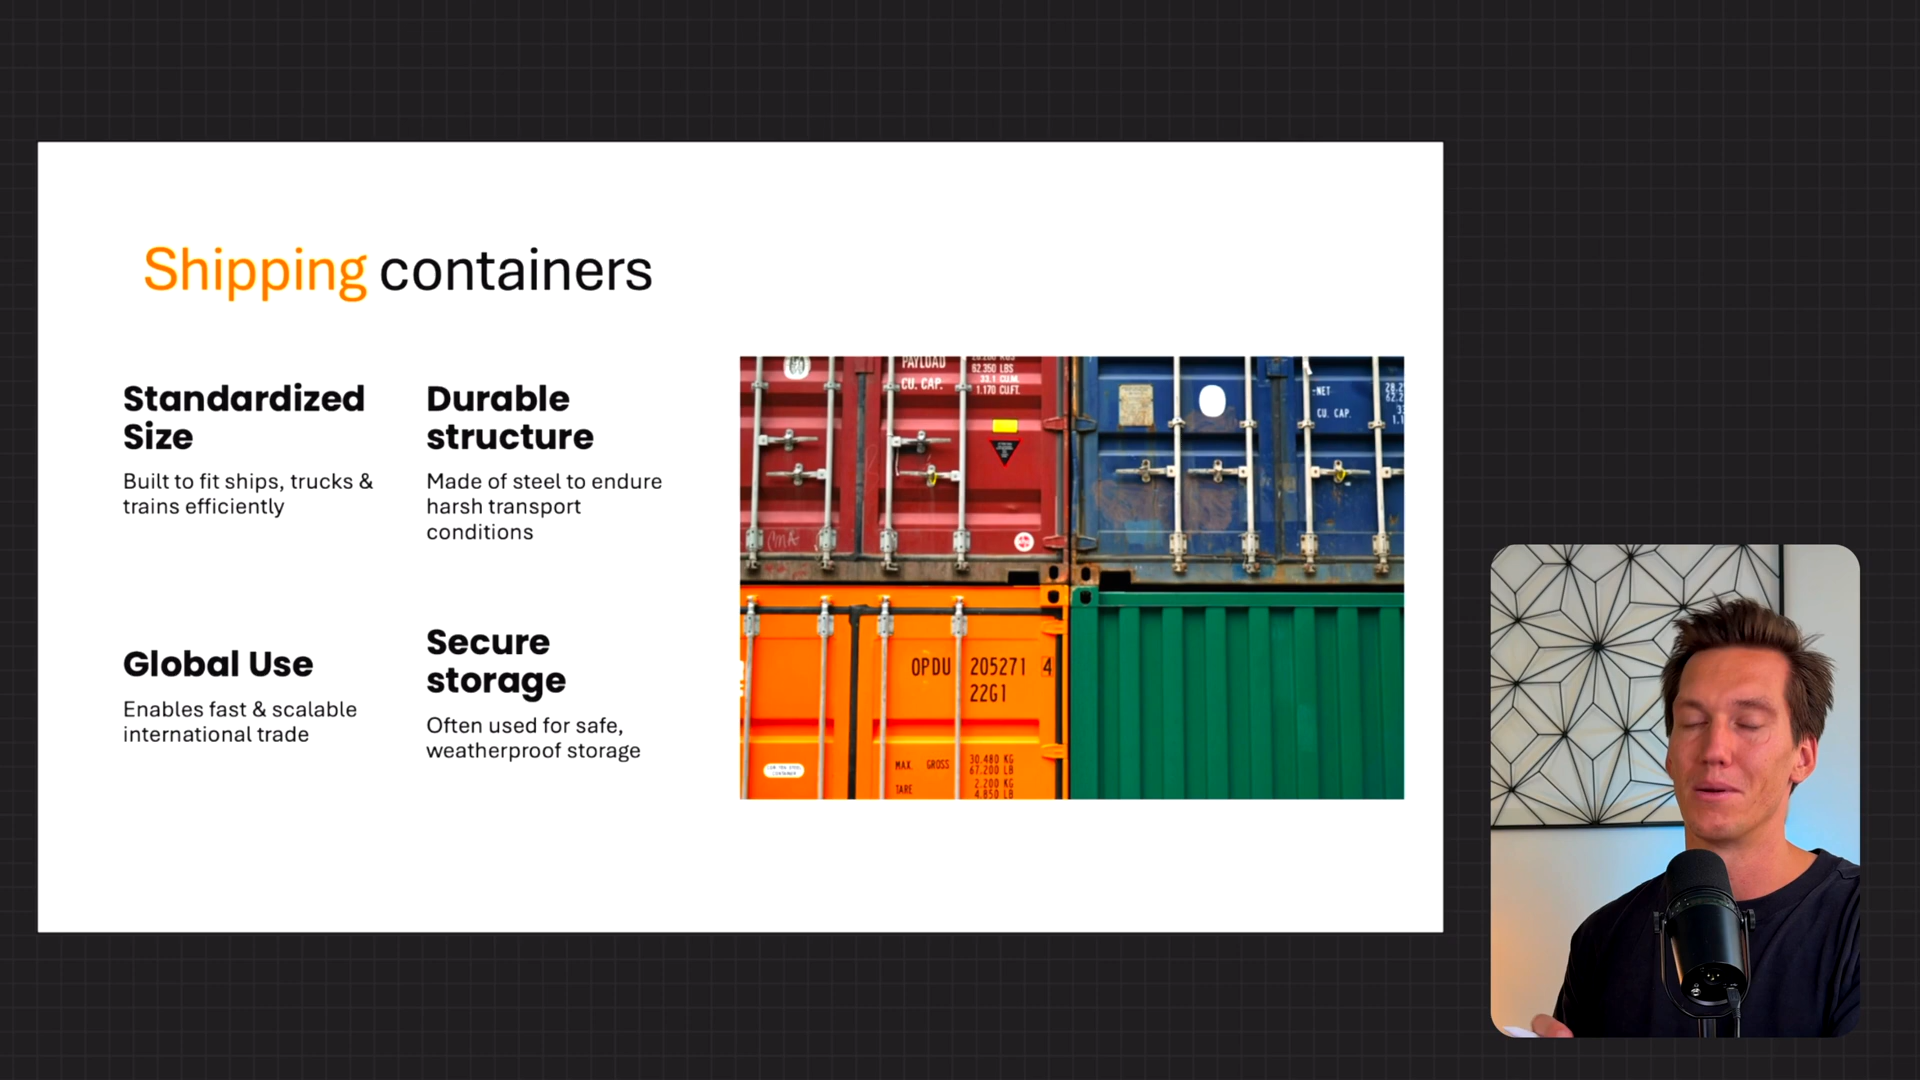 Shipping containers
Standardized
Size
Built to fit ships, trucks &
trains efficiently
Durable
structure
Made of steel to endure
harsh transport
conditions
Global Use
Enables fast & scalable
international trade
Secure
storage
Often used for safe,
weatherproof storage
PAYLOAD
62.350 LBS
CU. CAP.
33.1 CU.M.
1.170 CU.FT.
NET
CU. CAP.
OPDU 205271 4
22G1
MAX. GROSS
30.480 KG
67.200 LB
TARE
2.200 KG
4.850 LB